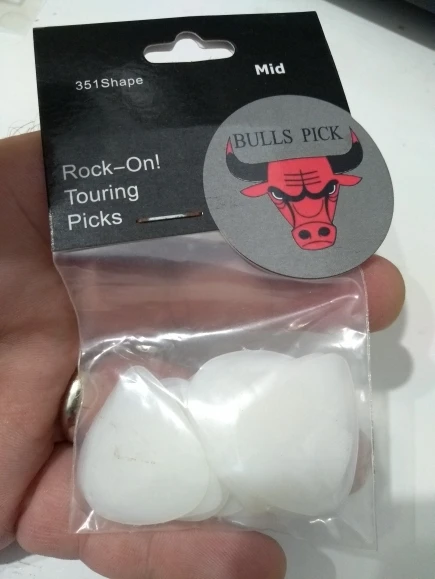 351Shape
Mid
BULLS PICK
Rock-On!
Touring
Picks